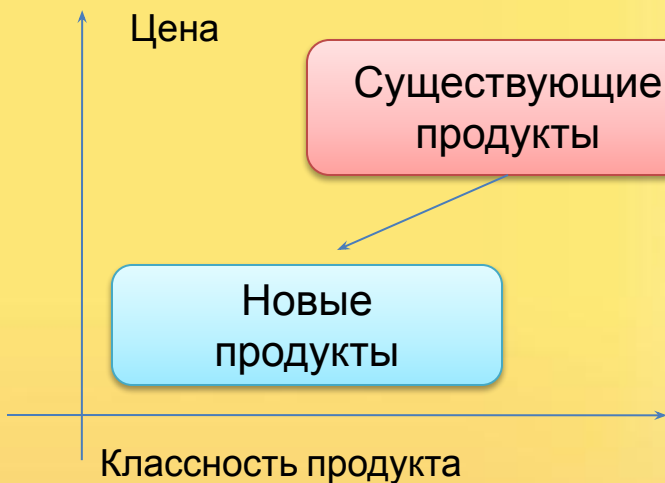 Цена
Существующие
продукты
Новые
продукты
Классность продукта